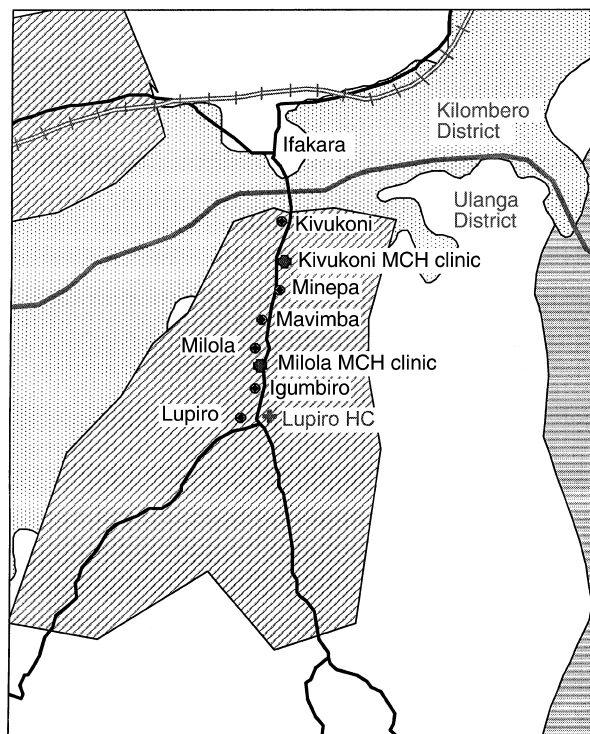 Kilombero
District
Ifakara
Ulanga
District
Kivukoni
Kivukoni MCH clinic
Minepa
Mavimba
Milola
Milola MCH clinic
Igumbiro
Lupiro
Lupiro HC